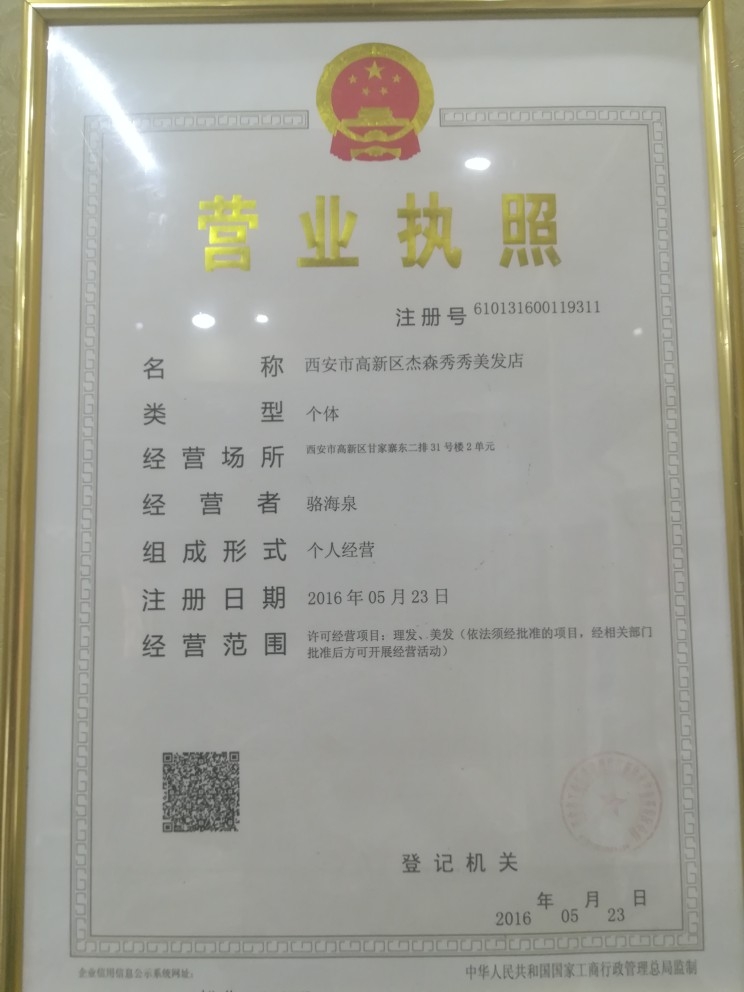 营业执照
注册号 610131600119311
名称 西安市高新区杰森秀秀美发店
类型 个体
经营场所 西安市高新区甘家寨东二排31号楼2单元
经营者 骆海泉
组成形式 个人经营
注册日期 2016年05月23日
经营范围 许可经营项目：理发、美发（依法须经批准的项目，经相关部门
批准后方可开展经营活动）
登记机关
2016年05月23日
企业信用信息公示系统网址：
中华人民共和国国家工商行政管理总局监制